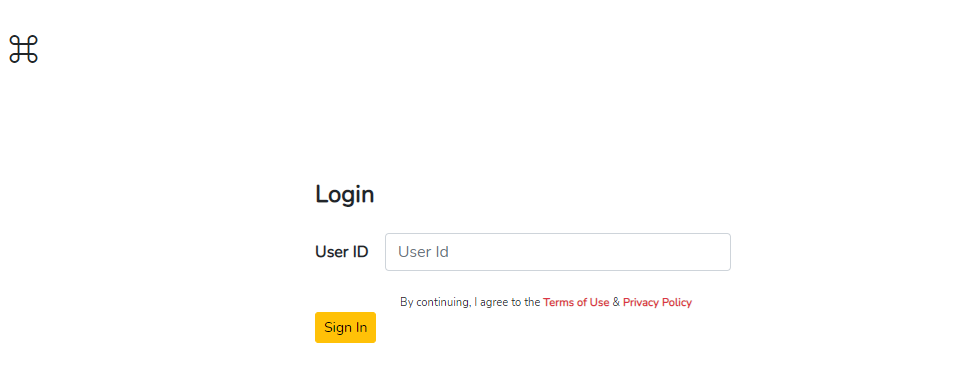 ⌘
Login
User ID User Id
By continuing, I agree to the Terms of Use & Privacy Policy
Sign In